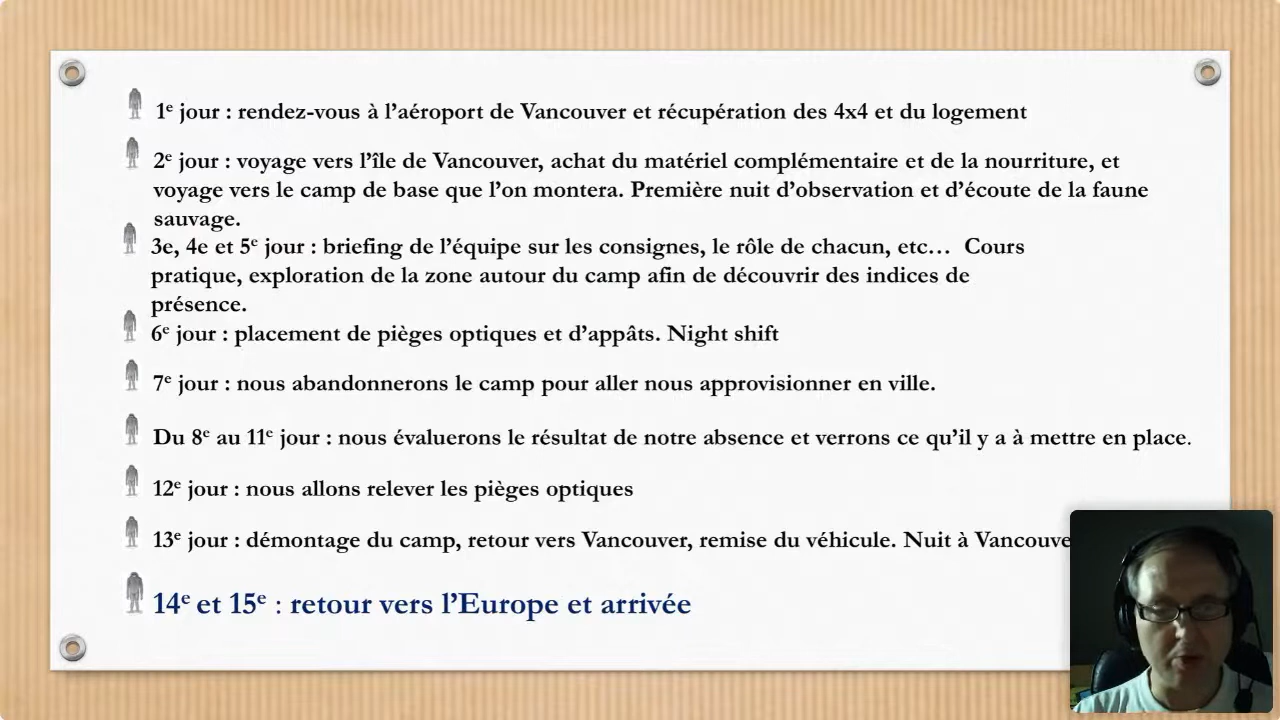 1e jour : rendez-vous à l'aéroport de Vancouver et récupération des 4x4 et du logement
2e jour : voyage vers l'île de Vancouver, achat du matériel complémentaire et de la nourriture, et
voyage vers le camp de base que l'on montera. Première nuit d'observation et d'écoute de la faune
sauvage.
3e, 4e et 5e jour : briefing de l'équipe sur les consignes, le rôle de chacun, etc… Cours
pratique, exploration de la zone autour du camp afin de découvrir des indices de
présence.
6e jour : placement de pièges optiques et d'appâts. Night shift
7e jour : nous abandonnerons le camp pour aller nous approvisionner en ville.
Du 8e au 11e jour : nous évaluerons le résultat de notre absence et verrons ce qu'il y a à mettre en place.
12e jour : nous allons relever les pièges optiques
13e jour : démontage du camp, retour vers Vancouver, remise du véhicule. Nuit à Vancouve
14e et 15e : retour vers l'Europe et arrivée